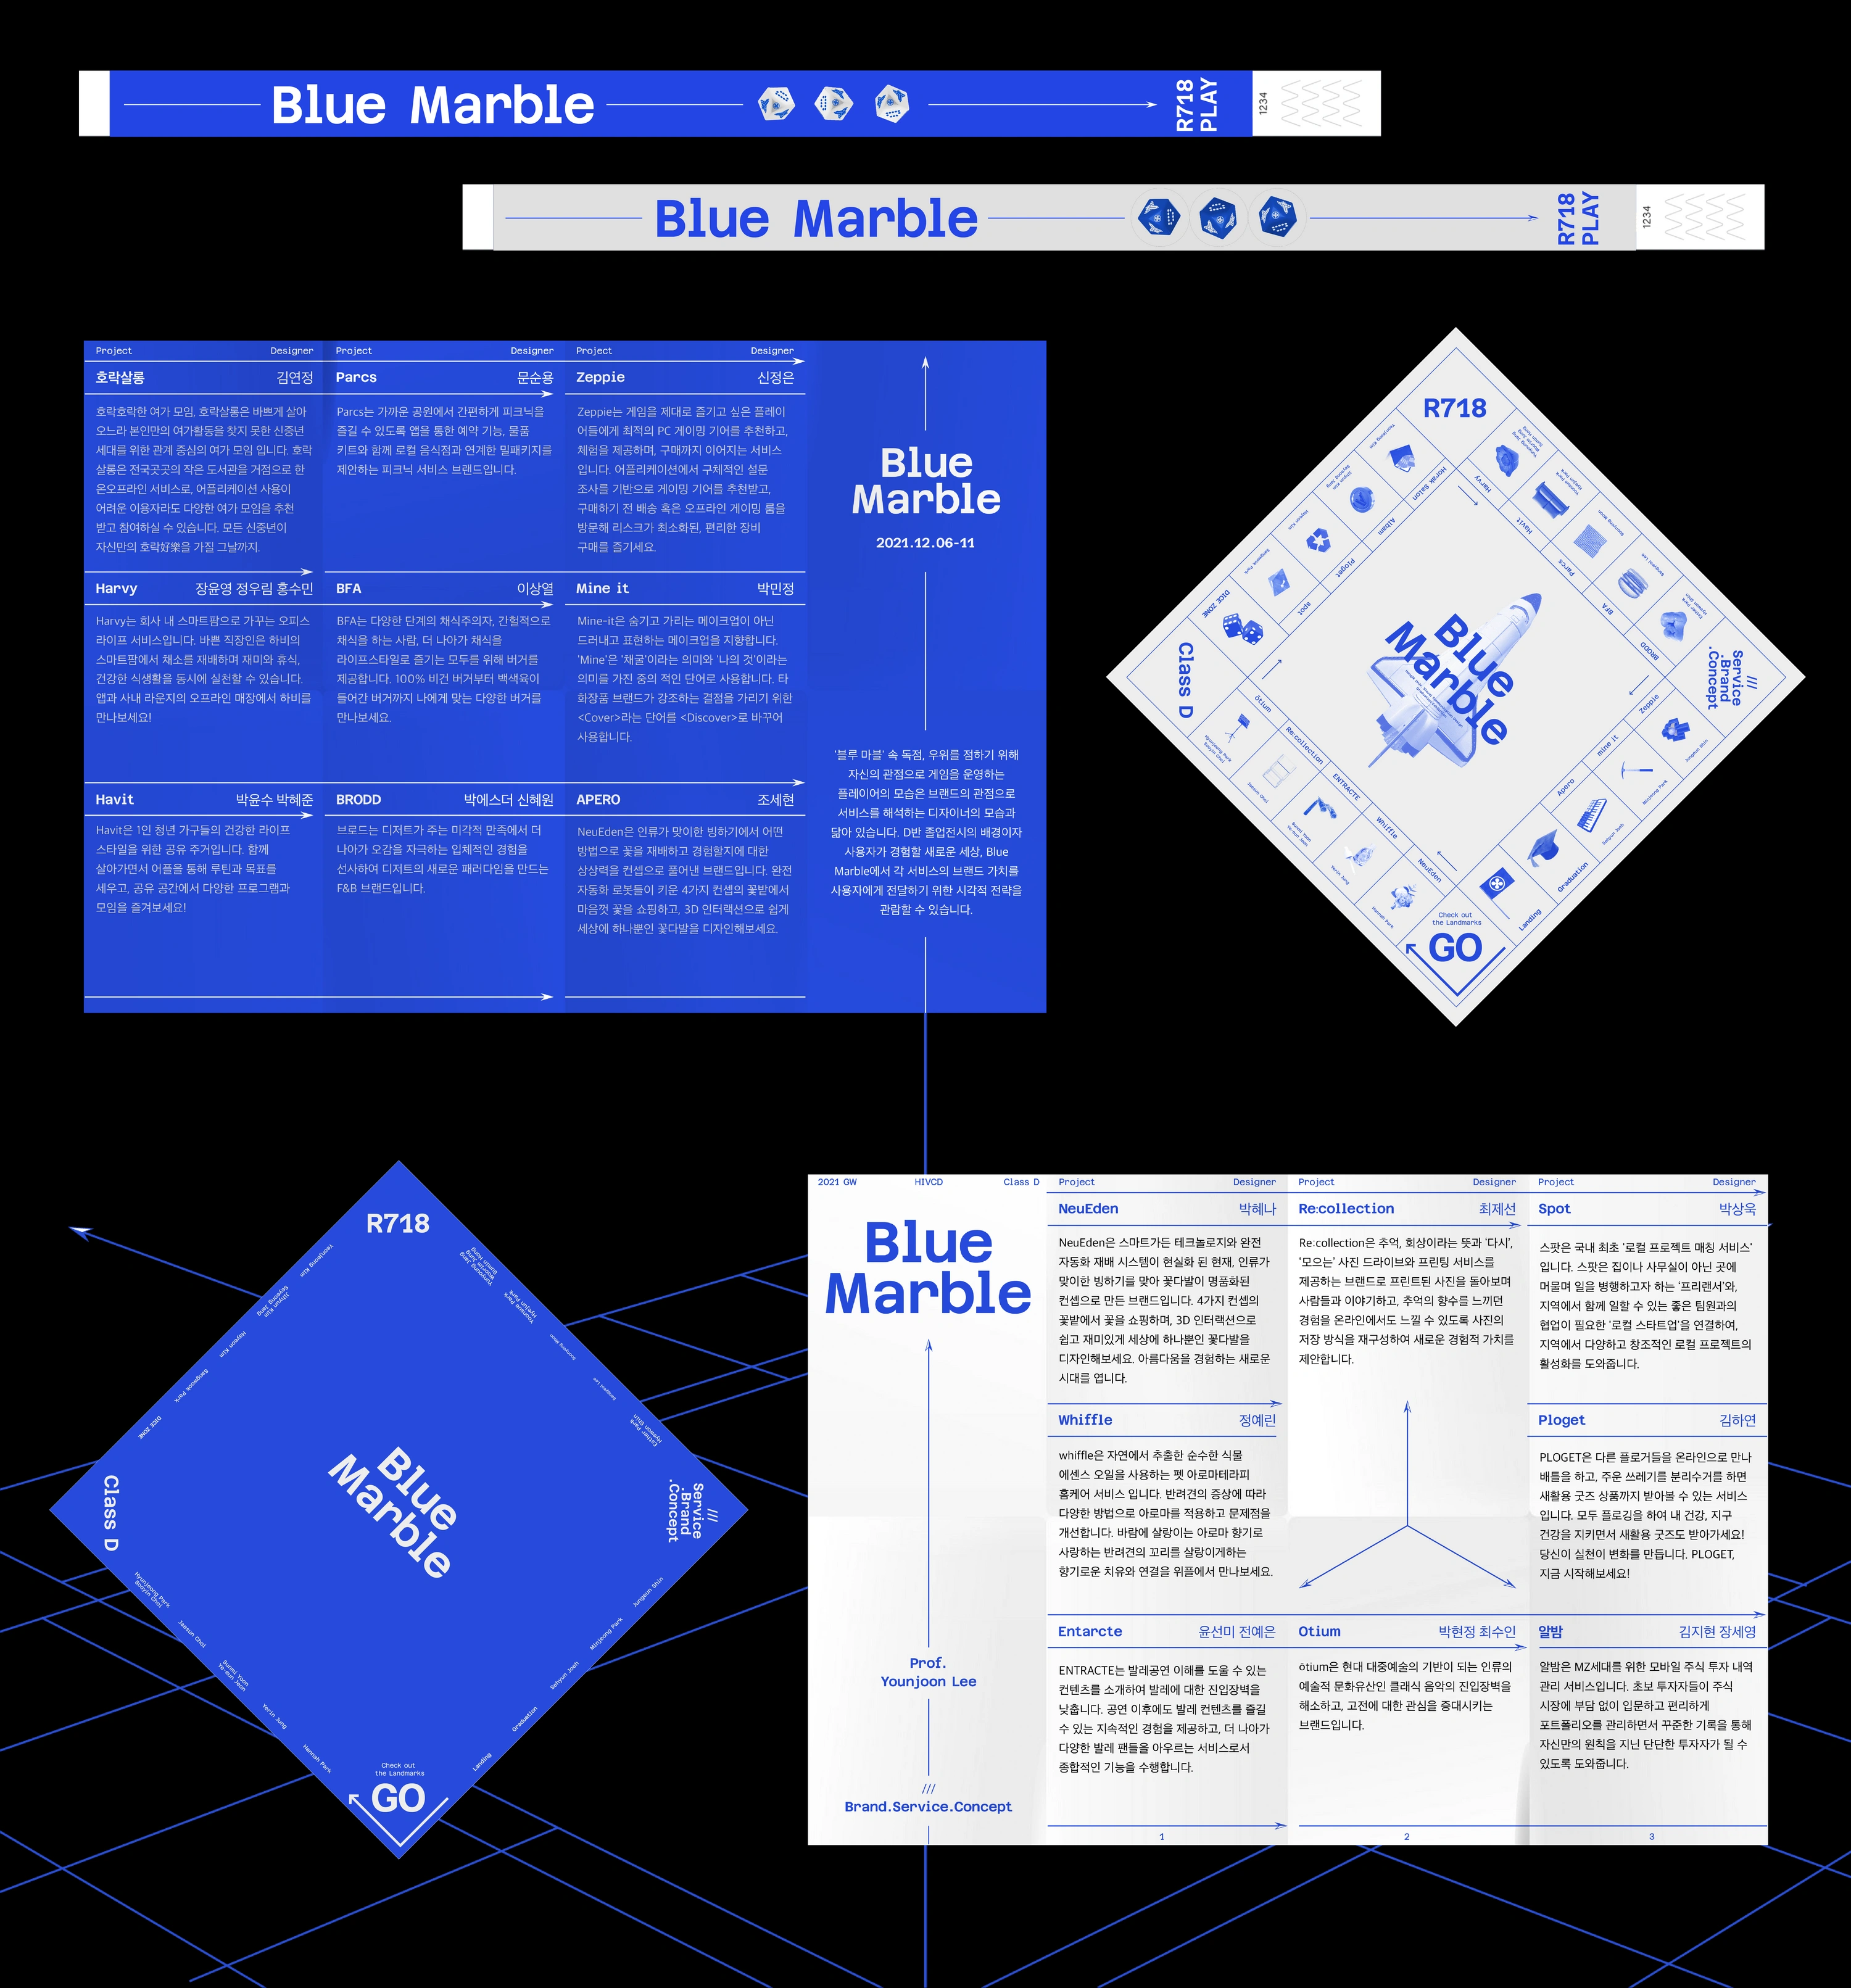 Blue Marble
R718
PLAY
1234
Blue Marble
R718
PLAY
1234
Project Designer
호락살롱 김연정
호락호락한 여가 모임, 호락살롱은 바쁘게 살아
오느라 본인만의 여가활동을 찾지 못한 신중년
세대를 위한 관계 중심의 여가 모임 입니다. 호락
살롱은 전국곳곳의 작은 도서관을 거점으로 한
온오프라인 서비스로, 어플리케이션 사용이
어려운 이용자라도 다양한 여가 모임을 추천
받고 참여하실 수 있습니다. 모든 신중년이
자신만의 호락好樂을 가질 그날까지.
Project Designer
Parcs 문순용
Parcs는 가까운 공원에서 간편하게 피크닉을
즐길 수 있도록 앱을 통한 예약 기능, 물품
키트와 함께 로컬 음식점과 연계한 밀패키지를
제안하는 피크닉 서비스 브랜드입니다.
Project Designer
Zeppie 신정은
Zeppie는 게임을 제대로 즐기고 싶은 플레이
어들에게 최적의 PC 게이밍 기어를 추천하고,
체험을 제공하며, 구매까지 이어지는 서비스
입니다. 어플리케이션에서 구체적인 설문
조사를 기반으로 게이밍 기어를 추천받고,
구매하기 전 배송 혹은 오프라인 게이밍 룸을
방문해 리스크가 최소화된, 편리한 장비
구매를 즐기세요.
Harvy 장윤영 정우림 홍수민
Harvy는 회사 내 스마트팜으로 가꾸는 오피스
라이프 서비스입니다. 바쁜 직장인은 하비의
스마트팜에서 채소를 재배하며 재미와 휴식,
건강한 식생활을 동시에 실천할 수 있습니다.
앱과 사내 라운지의 오프라인 매장에서 하비를
만나보세요!
BFA 이상열
BFA는 다양한 단계의 채식주의자, 간헐적으로
채식을 하는 사람, 더 나아가 채식을
라이프스타일로 즐기는 모두를 위해 버거를
제공합니다. 100% 비건 버거부터 백색육이
들어간 버거까지 나에게 맞는 다양한 버거를
만나보세요.
Mine it 박민정
Mine-it은 숨기고 가리는 메이크업이 아닌
드러내고 표현하는 메이크업을 지향합니다.
'Mine'은 '채굴'이라는 의미와 '나의 것'이라는
의미를 가진 중의 적인 단어로 사용합니다. 타
화장품 브랜드가 강조하는 결점을 가리기 위한
<Cover>라는 단어를 <Discover>로 바꾸어
사용합니다.
Havit 박윤수 박혜준
Havit은 1인 청년 가구들의 건강한 라이프
스타일을 위한 공유 주거입니다. 함께
살아가면서 어플을 통해 루틴과 목표를
세우고, 공유 공간에서 다양한 프로그램과
모임을 즐겨보세요!
BRODD 박에스더 신혜원
브로드는 디저트가 주는 미각적 만족에서 더
나아가 오감을 자극하는 입체적인 경험을
선사하여 디저트의 새로운 패러다임을 만드는
F&B 브랜드입니다.
APERO 조세현
NeuEden은 인류가 맞이한 빙하기에서 어떤
방법으로 꽃을 재배하고 경험할지에 대한
상상력을 컨셉으로 풀어낸 브랜드입니다. 완전
자동화 로봇들이 키운 4가지 컨셉의 꽃밭에서
마음껏 꽃을 쇼핑하고, 3D 인터랙션으로 쉽게
세상에 하나뿐인 꽃다발을 디자인해보세요.
Blue
Marble
2021.12.06-11
'블루 마블' 속 독점, 우위를 점하기 위해
자신의 관점으로 게임을 운영하는
플레이어의 모습은 브랜드의 관점으로
서비스를 해석하는 디자이너의 모습과
닮아 있습니다. D반 졸업전시의 배경이자
사용자가 경험할 새로운 세상, Blue
Marble에서 각 서비스의 브랜드 가치를
사용자에게 전달하기 위한 시각적 전략을
관람할 수 있습니다.
R718
Harvy
Havit
Parcs
BFA
BRODD
///
Service
.Brand
.Concept
Zeppie
mine it
Apero
Graduation
Landing
Check out
the Landmarks
GO
NeuEden
Whiffle
ENTRACTE
Re:collection
ōtium
Class D
DICE ZONE
spot
Ploget
Albam
Horak Salon
Blue
Marble
R718
Yeonjeong Kim
Jihyun Kim
Seyoung Jang
Hayeon Kim
Sangwook Park
DICE ZONE
Class D
Hyunjeong Park
Sooyin Choi
Jaesun Choi
Sunmi Yoon
Ye-eun Jeon
Yerin Jung
Hannah Park
Check out
the Landmarks
GO
Landing
Graduation
Sehyun Joeh
Minjeong Park
Jungeun Shin
///
Service
.Brand
.Concept
Esther Park
Hyewon Shin
Blue
Marble
2021 GW HIVCD Class D
Blue
Marble
Prof.
Younjoon Lee
///
Brand.Service.Concept
Project Designer
NeuEden 박혜나
NeuEden은 스마트가든 테크놀로지와 완전
자동화 재배 시스템이 현실화 된 현재, 인류가
맞이한 빙하기를 맞아 꽃다발이 명품화된
컨셉으로 만든 브랜드입니다. 4가지 컨셉의
꽃밭에서 꽃을 쇼핑하며, 3D 인터랙션으로
쉽고 재미있게 세상에 하나뿐인 꽃다발을
디자인해보세요. 아름다움을 경험하는 새로운
시대를 엽니다.
Project Designer
Re:collection 최제선
Re:collection은 추억, 회상이라는 뜻과 '다시',
'모으는' 사진 드라이브와 프린팅 서비스를
제공하는 브랜드로 프린트된 사진을 돌아보며
사람들과 이야기하고, 추억의 향수를 느끼던
경험을 온라인에서도 느낄 수 있도록 사진의
저장 방식을 재구성하여 새로운 경험적 가치를
제안합니다.
Project Designer
Spot 박상욱
스팟은 국내 최초 '로컬 프로젝트 매칭 서비스'
입니다. 스팟은 집이나 사무실이 아닌 곳에
머물며 일을 병행하고자 하는 '프리랜서'와,
지역에서 함께 일할 수 있는 좋은 팀원과의
협업이 필요한 '로컬 스타트업'을 연결하여,
지역에서 다양하고 창조적인 로컬 프로젝트의
활성화를 도와줍니다.
Whiffle 정예린
whiffle은 자연에서 추출한 순수한 식물
에센스 오일을 사용하는 펫 아로마테라피
홈케어 서비스 입니다. 반려견의 증상에 따라
다양한 방법으로 아로마를 적용하고 문제점을
개선합니다. 바람에 살랑이는 아로마 향기로
사랑하는 반려견의 꼬리를 살랑이게하는
향기로운 치유와 연결을 위플에서 만나보세요.
Ploget 김하연
PLOGET은 다른 플로거들을 온라인으로 만나
배틀을 하고, 주운 쓰레기를 분리수거를 하면
새활용 굿즈 상품까지 받아볼 수 있는 서비스
입니다. 모두 플로깅을 하여 내 건강, 지구
건강을 지키면서 새활용 굿즈도 받아가세요!
당신이 실천이 변화를 만듭니다. PLOGET,
지금 시작해보세요!
Entarcte 윤선미 전예은
ENTRACTE는 발레공연 이해를 도울 수 있는
컨텐츠를 소개하여 발레에 대한 진입장벽을
낮춥니다. 공연 이후에도 발레 컨텐츠를 즐길
수 있는 지속적인 경험을 제공하고, 더 나아가
다양한 발레 팬들을 아우르는 서비스로서
종합적인 기능을 수행합니다.
Otium 박현정 최수인
ōtium은 현대 대중예술의 기반이 되는 인류의
예술적 문화유산인 클래식 음악의 진입장벽을
해소하고, 고전에 대한 관심을 증대시키는
브랜드입니다.
알밤 김지현 장세영
알밤은 MZ세대를 위한 모바일 주식 투자 내역
관리 서비스입니다. 초보 투자자들이 주식
시장에 부담 없이 입문하고 편리하게
포트폴리오를 관리하면서 꾸준한 기록을 통해
자신만의 원칙을 지닌 단단한 투자자가 될 수
있도록 도와줍니다.
1
2
3